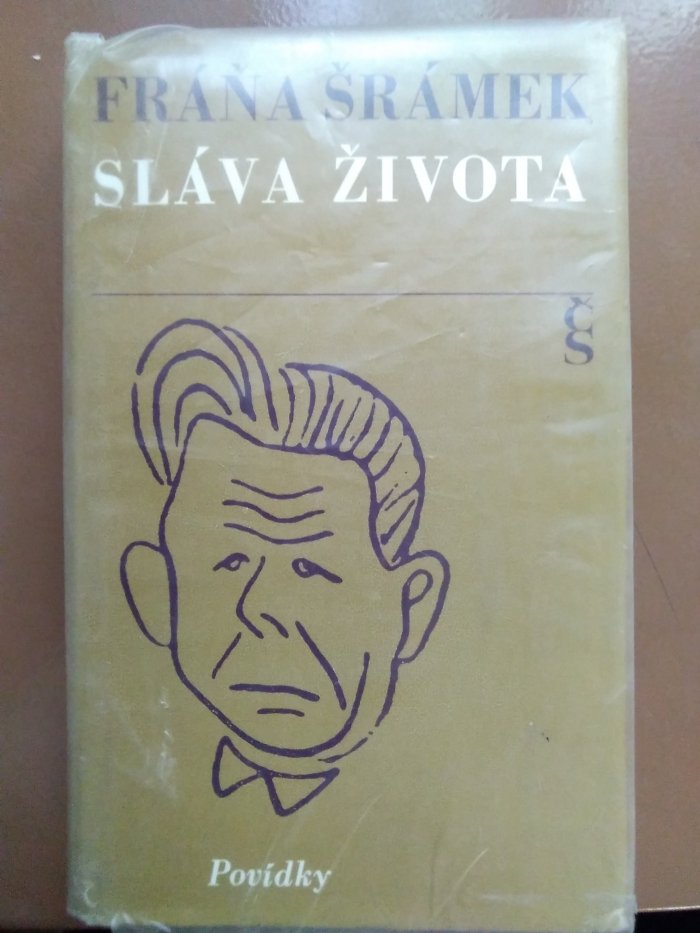 FRÁŇA ŠRÁMEK
SLÁVA ŽIVOTA
ČS
Povídky